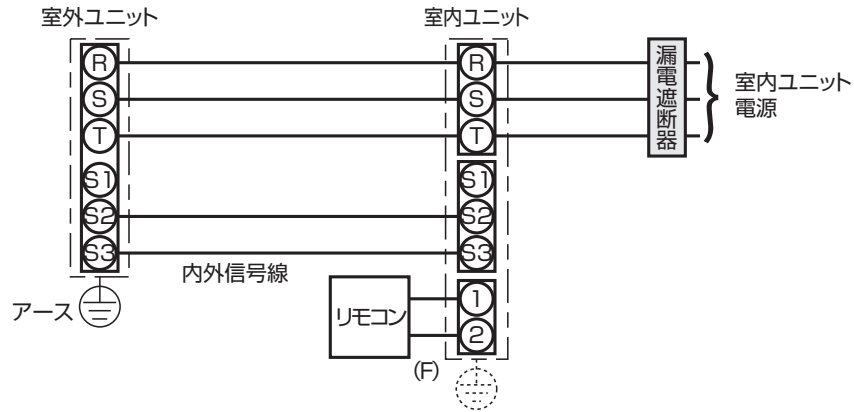 室外ユニット
室内ユニット
R
S
T
S1
S2
S3
R
S
T
S1
S2
S3
1
2
漏電遮断器
室内ユニット
電源
内外信号線
アース
リモコン
(F)